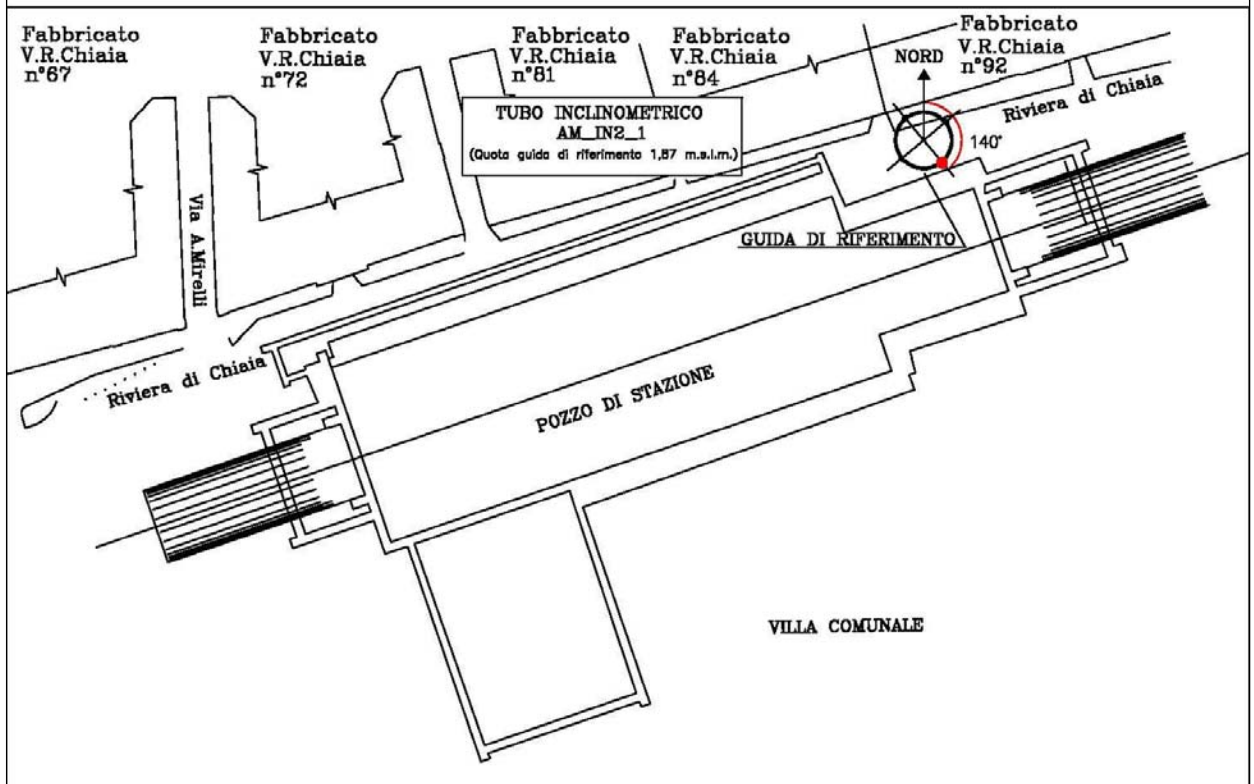 Fabbricato
V.R.Chiaia
n°67
Fabbricato
V.R.Chiaia
n°72
Fabbricato
V.R.Chiaia
n°81
Fabbricato
V.R.Chiaia
n°84
Fabbricato
V.R.Chiaia
n°92
NORD
TUBO INCLINOMETRICO
AM_IN2_1
(Quota guida di riferimento 1,87 m.s.l.m.)
Riviera di Chiaia
140°
GUIDA DI RIFERIMENTO
Via A.Mirelli
Riviera di Chiaia
POZZO DI STAZIONE
VILLA COMUNALE